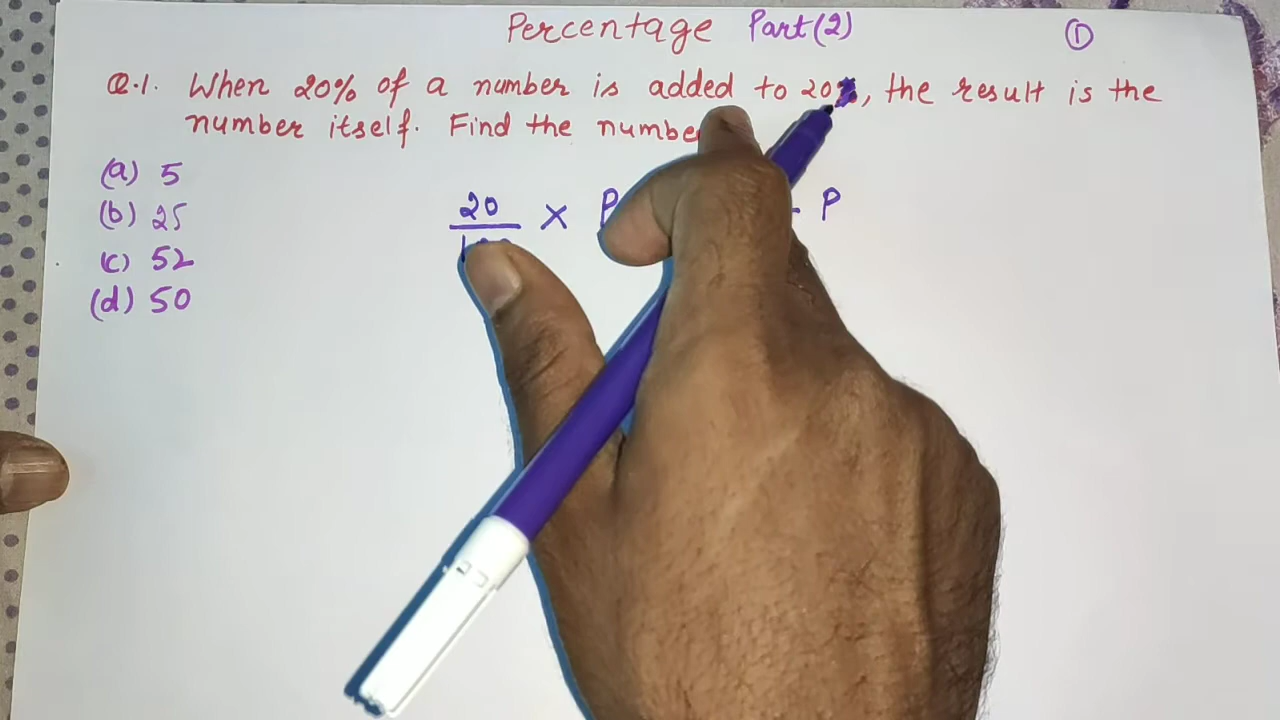 Percentage Part(2) ①
Q.1. When 20% of a number is added to 20, the result is the
number itself. Find the
(a) 5
(b) 25
(c) 52
(d) 50
20 × P - P